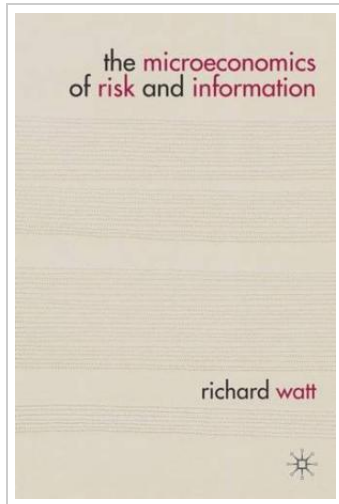 the microeconomics
of risk and information
richard watt